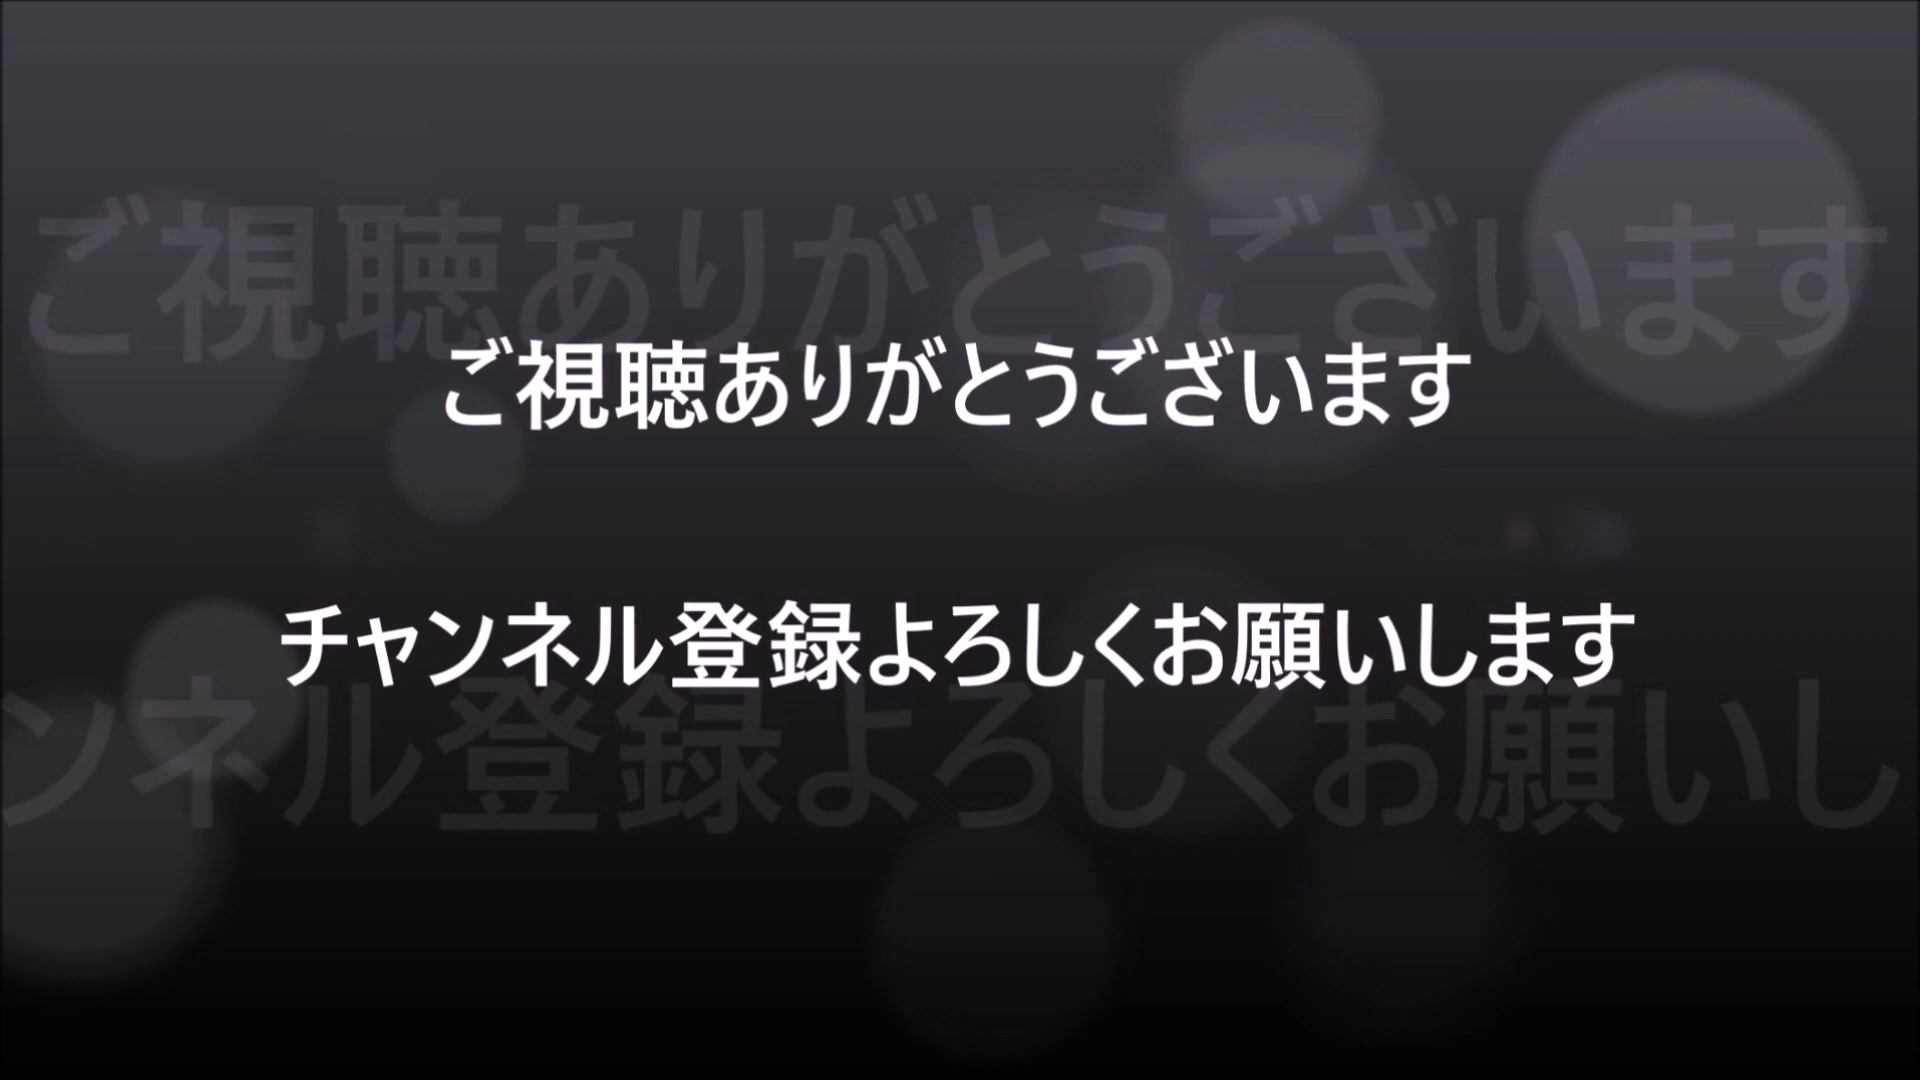 ご視聴ありがとうございます
ご視聴ありがとうございます
チャンネル登録よろしくお願いします
ンネル登録よろしくお願いし